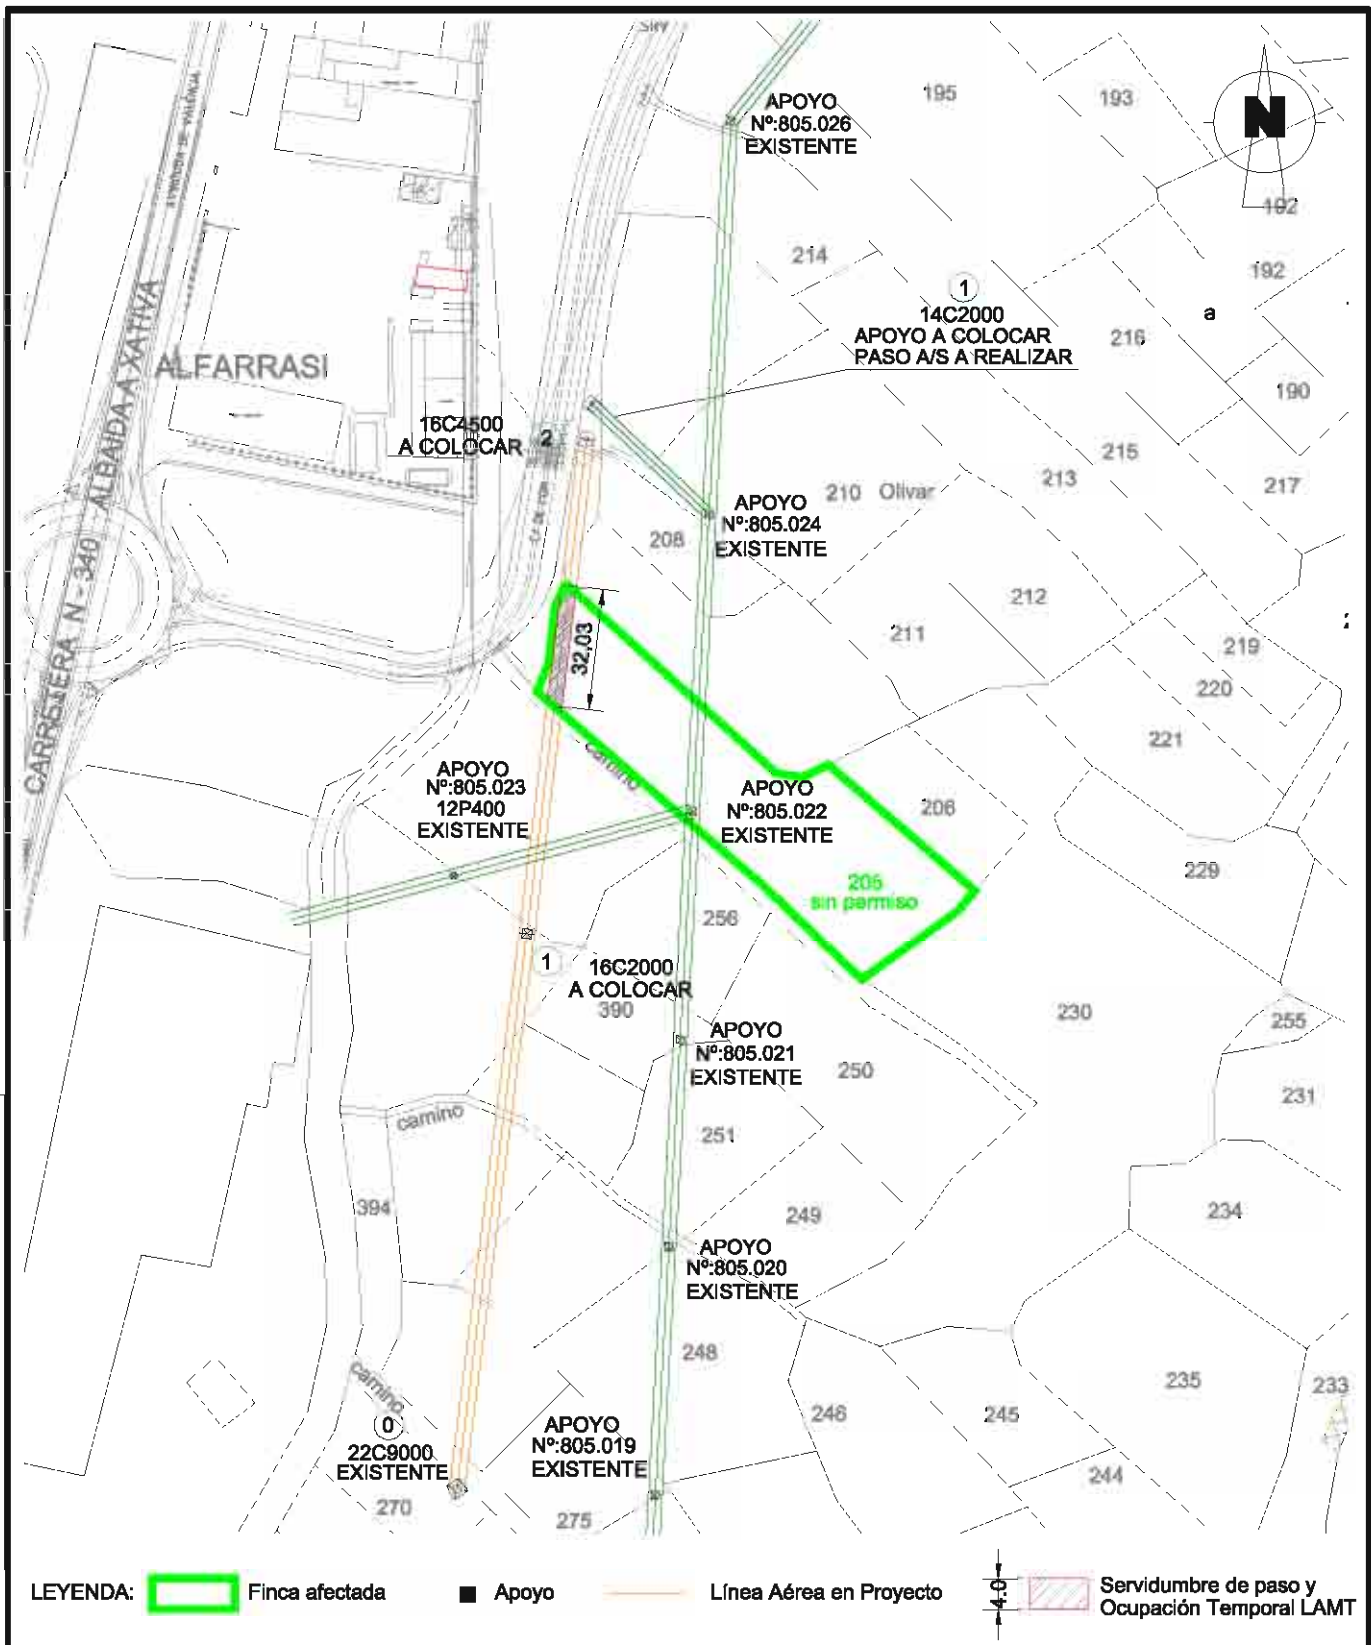 APOYO
Nº:805.026
EXISTENTE
195
193
N
192
214
192
1
14C2000
APOYO A COLOCAR
PASO A/S A REALIZAR
a
216
190
AVINGUDA DE VALENCIA
ALFARRASI
CARRETERA N - 340 ALBAIDA A XATIVA
16C4500
A COLOCAR
2
215
213
217
210 Olivar
APOYO
Nº:805.024
EXISTENTE
208
212
211
219
32,03
220
221
camino
APOYO
Nº:805.023
12P400
EXISTENTE
APOYO
Nº:805.022
EXISTENTE
206
205
sin permiso
229
256
1
16C2000
A COLOCAR
390
230
255
APOYO
Nº:805.021
EXISTENTE
250
231
camino
251
394
249
234
APOYO
Nº:805.020
EXISTENTE
248
235
233
camino
0
22C9000
EXISTENTE
APOYO
Nº:805.019
EXISTENTE
246
245
244
270
275
LEYENDA:
Finca afectada
Apoyo
Línea Aérea en Proyecto
4.0
Servidumbre de paso y
Ocupación Temporal LAMT